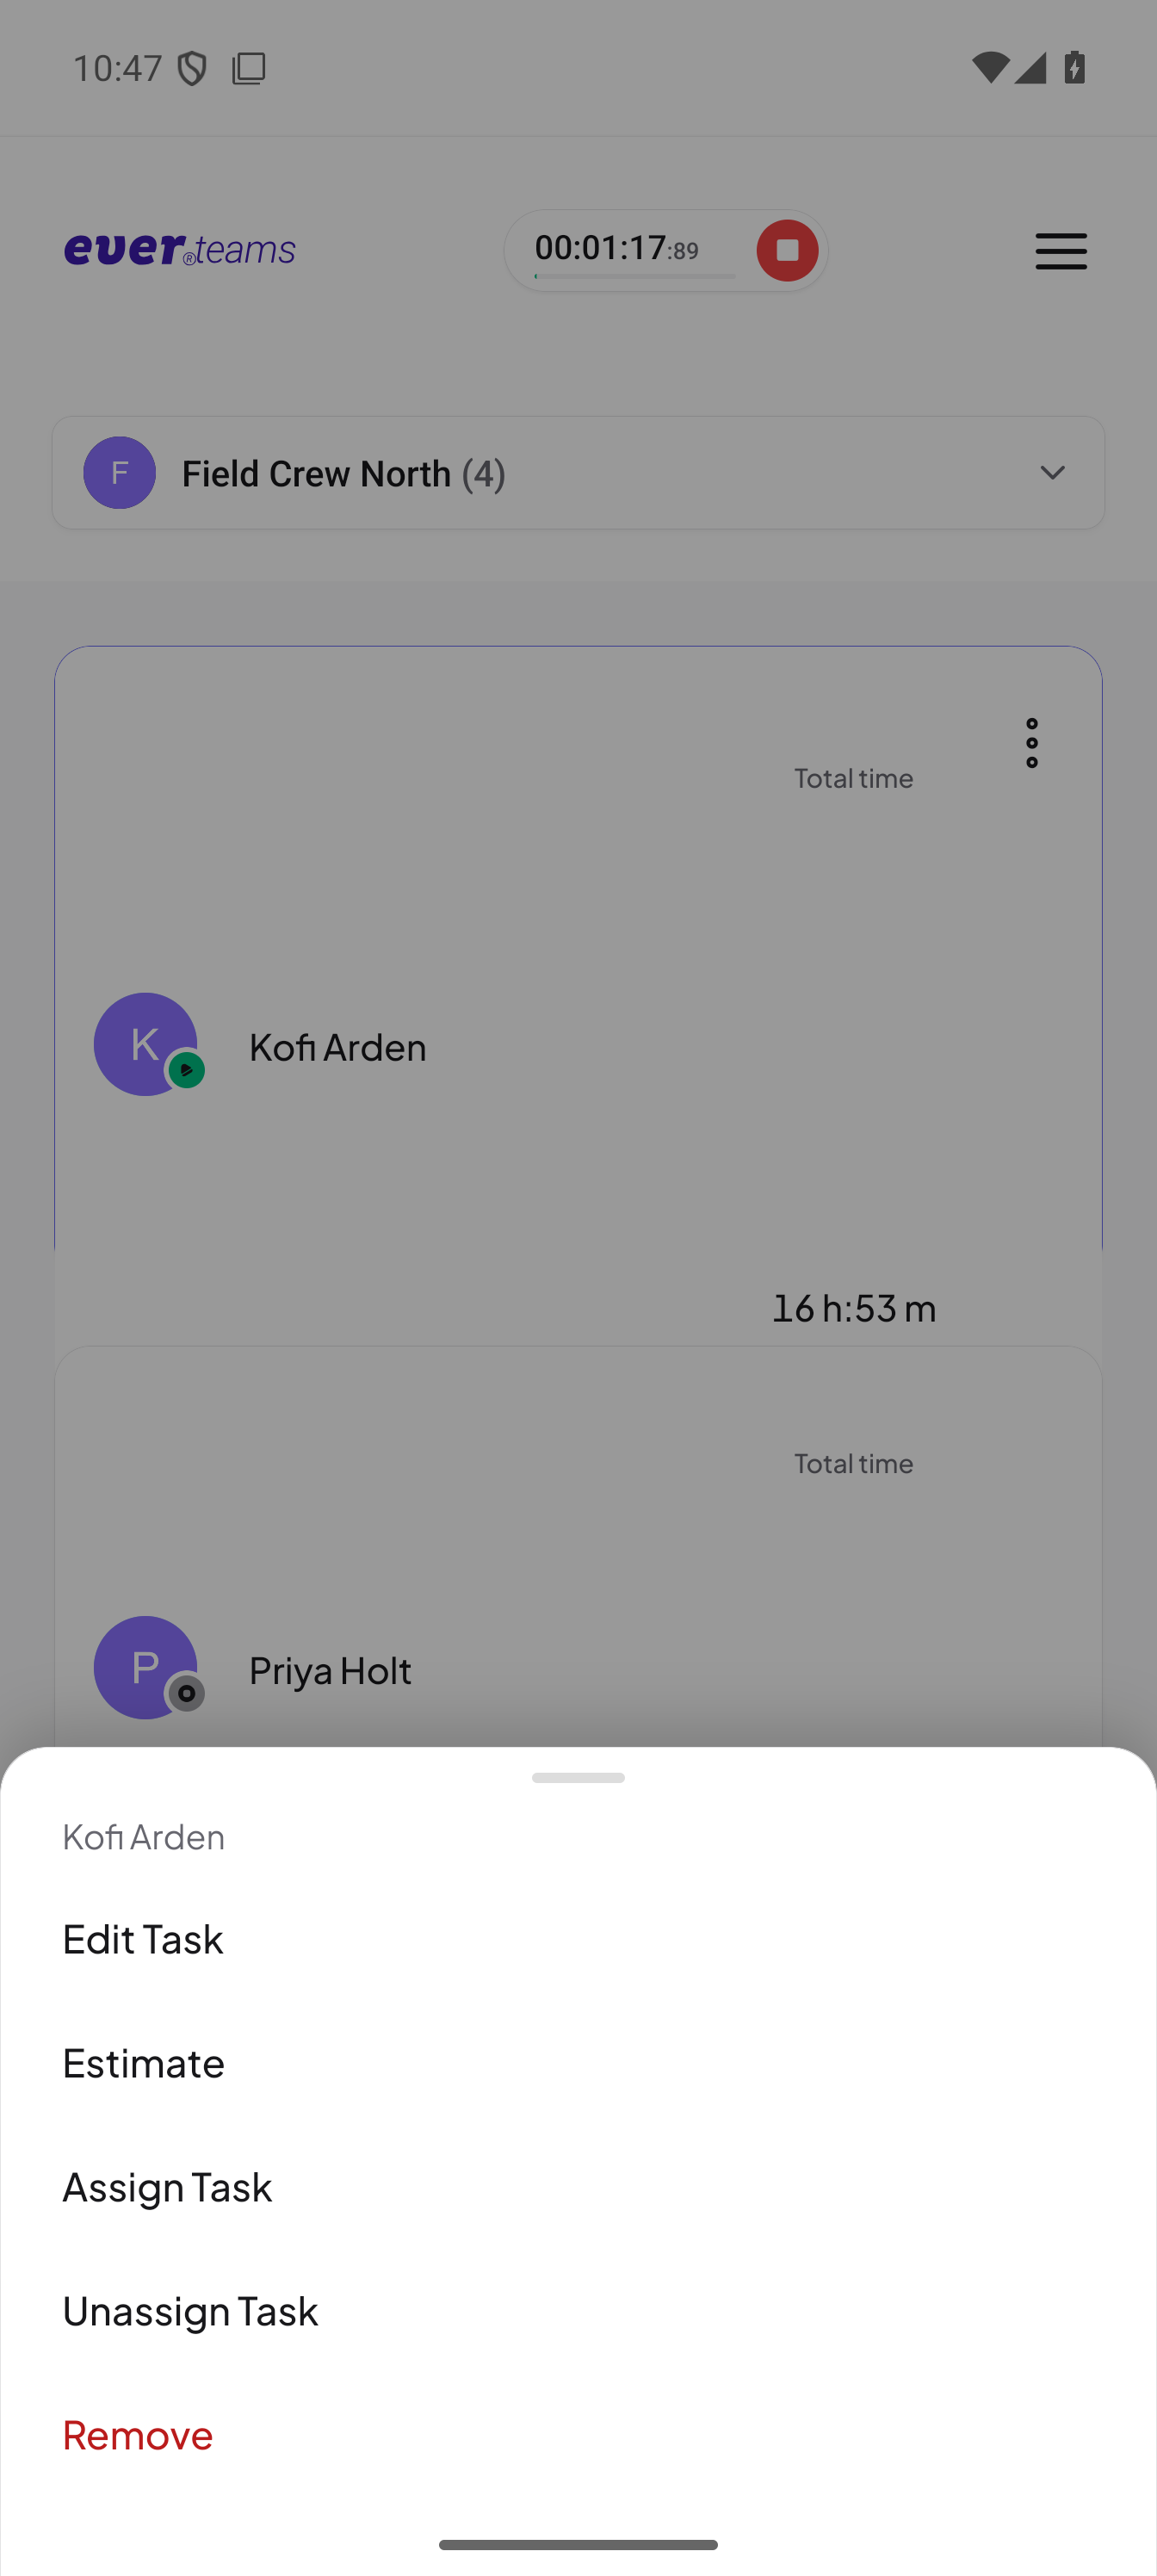 10:47
ever®teams
00:01:17:89
F
Field Crew North (4)
Total time
K
Kofi Arden
16 h:53 m
Total time
P
Priya Holt
Kofi Arden
Edit Task
Estimate
Assign Task
Unassign Task
Remove